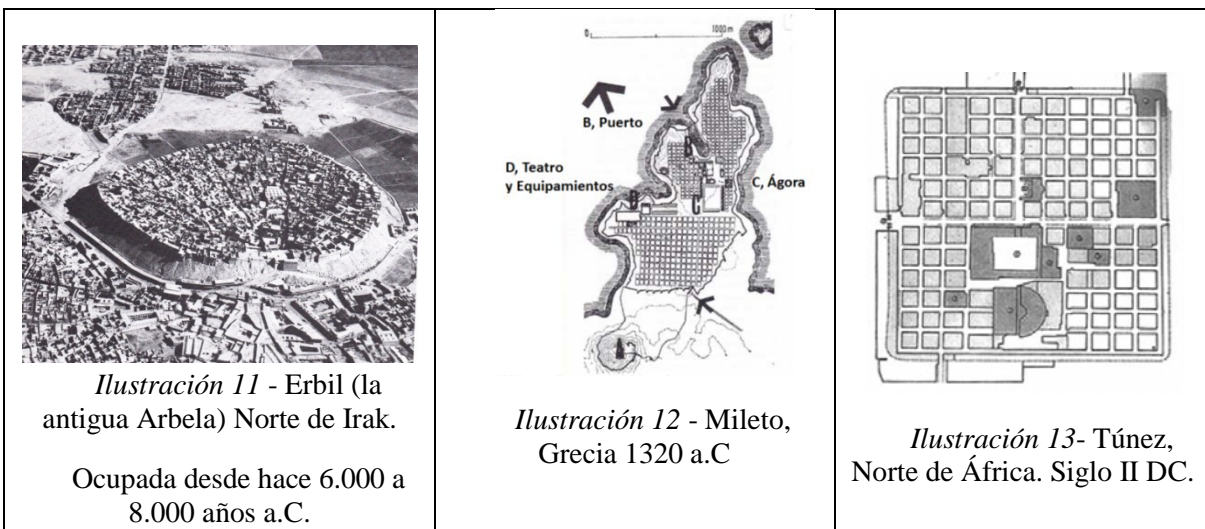 Ilustración 11 - Erbil (la
antigua Arbela) Norte de Irak.
Ocupada desde hace 6.000 a
8.000 años a.C.
0
1000 m
B, Puerto
D, Teatro
y Equipamientos
C, Ágora
B
D
C
Ilustración 12 - Mileto,
Grecia 1320 a.C
Ilustración 13- Túnez,
Norte de África. Siglo II DC.